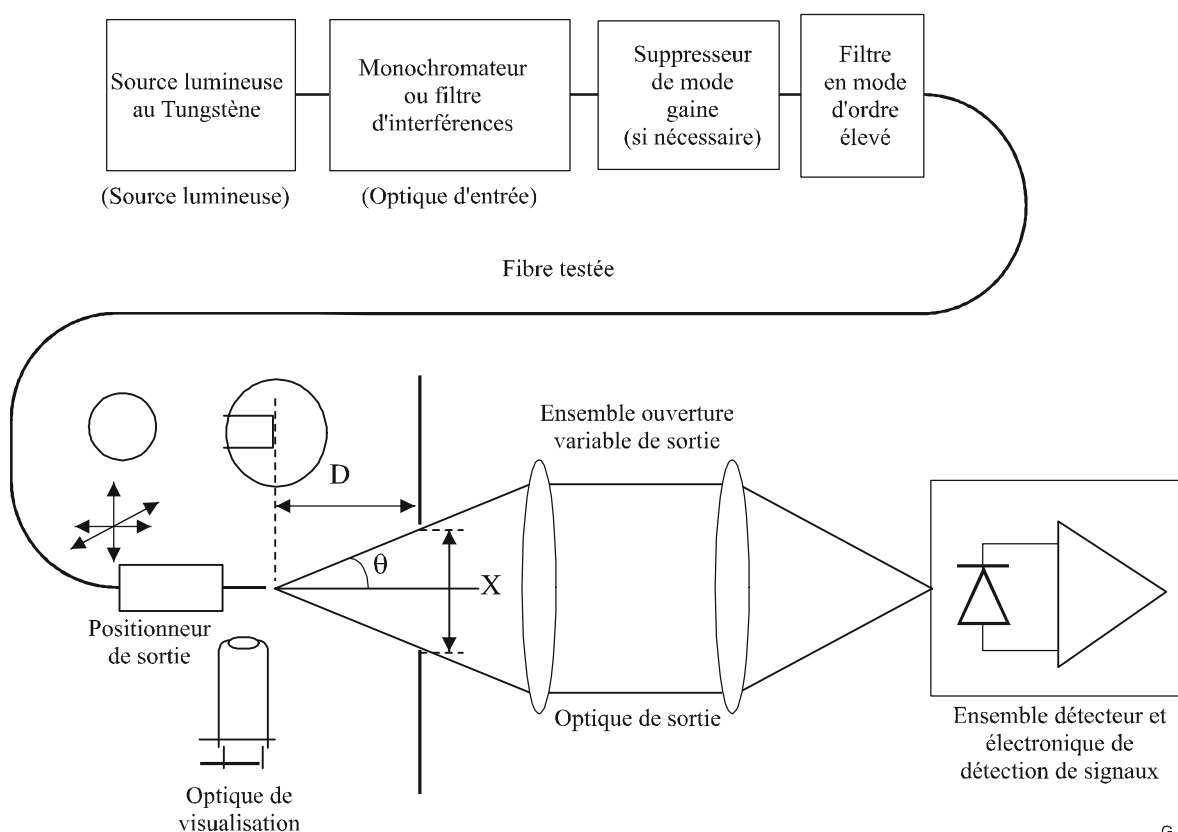 Source lumineuse
au Tungstène
(Source lumineuse)
Monochromateur
ou filtre
d'interférences
(Optique d'entrée)
Suppresseur
de mode
gaine
(si nécessaire)
Filtre
en mode
d'ordre
élevé
Fibre testée
Ensemble ouverture
variable de sortie
D
θ
X
Positionneur
de sortie
Optique de sortie
Ensemble détecteur et
électronique de
détection de signaux
Optique de
visualisation
G